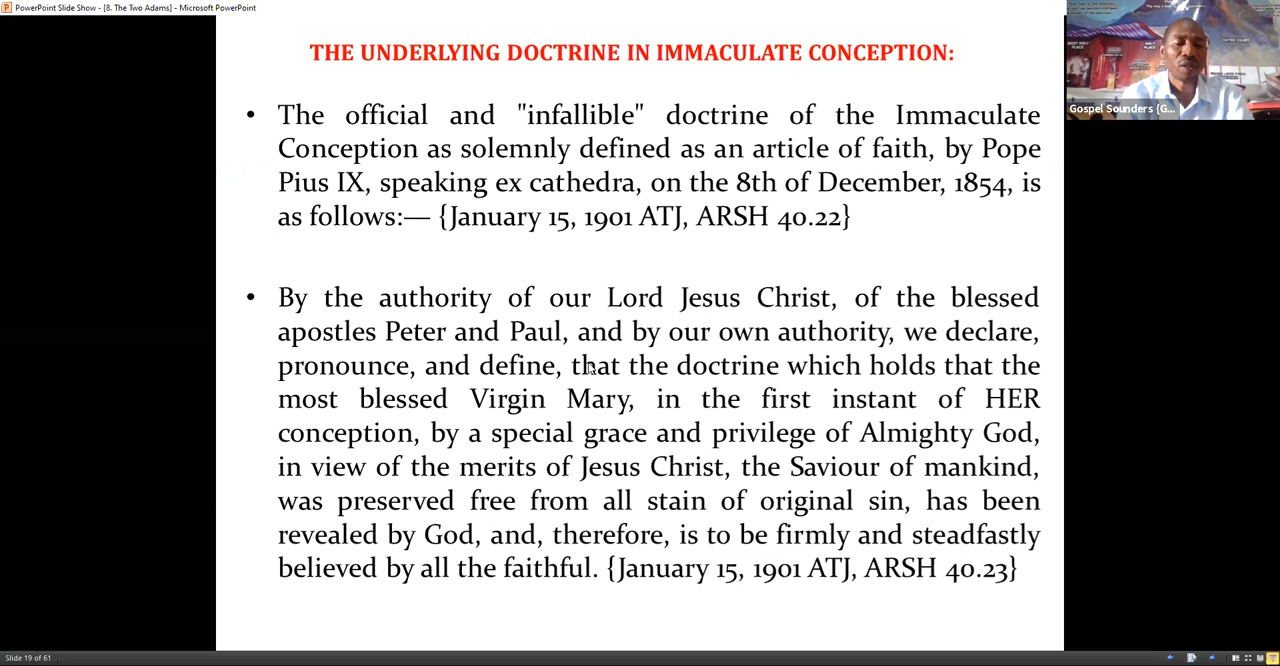 PowerPoint Slide Show - [8. The Two Adams] - Microsoft PowerPoint
THE UNDERLYING DOCTRINE IN IMMACULATE CONCEPTION:
• The official and "infallible" doctrine of the Immaculate
Conception as solemnly defined as an article of faith, by Pope
Pius IX, speaking ex cathedra, on the 8th of December, 1854, is
as follows:— {January 15, 1901 ATJ, ARSH 40.22}
• By the authority of our Lord Jesus Christ, of the blessed
apostles Peter and Paul, and by our own authority, we declare,
pronounce, and define, that the doctrine which holds that the
most blessed Virgin Mary, in the first instant of HER
conception, by a special grace and privilege of Almighty God,
in view of the merits of Jesus Christ, the Saviour of mankind,
was preserved free from all stain of original sin, has been
revealed by God, and, therefore, is to be firmly and steadfastly
believed by all the faithful. {January 15, 1901 ATJ, ARSH 40.23}
MOST HOLY
PLACE
HOLY
PLACE
OUTER COURT
Gospel Sounders {G...
Slide 19 of 61